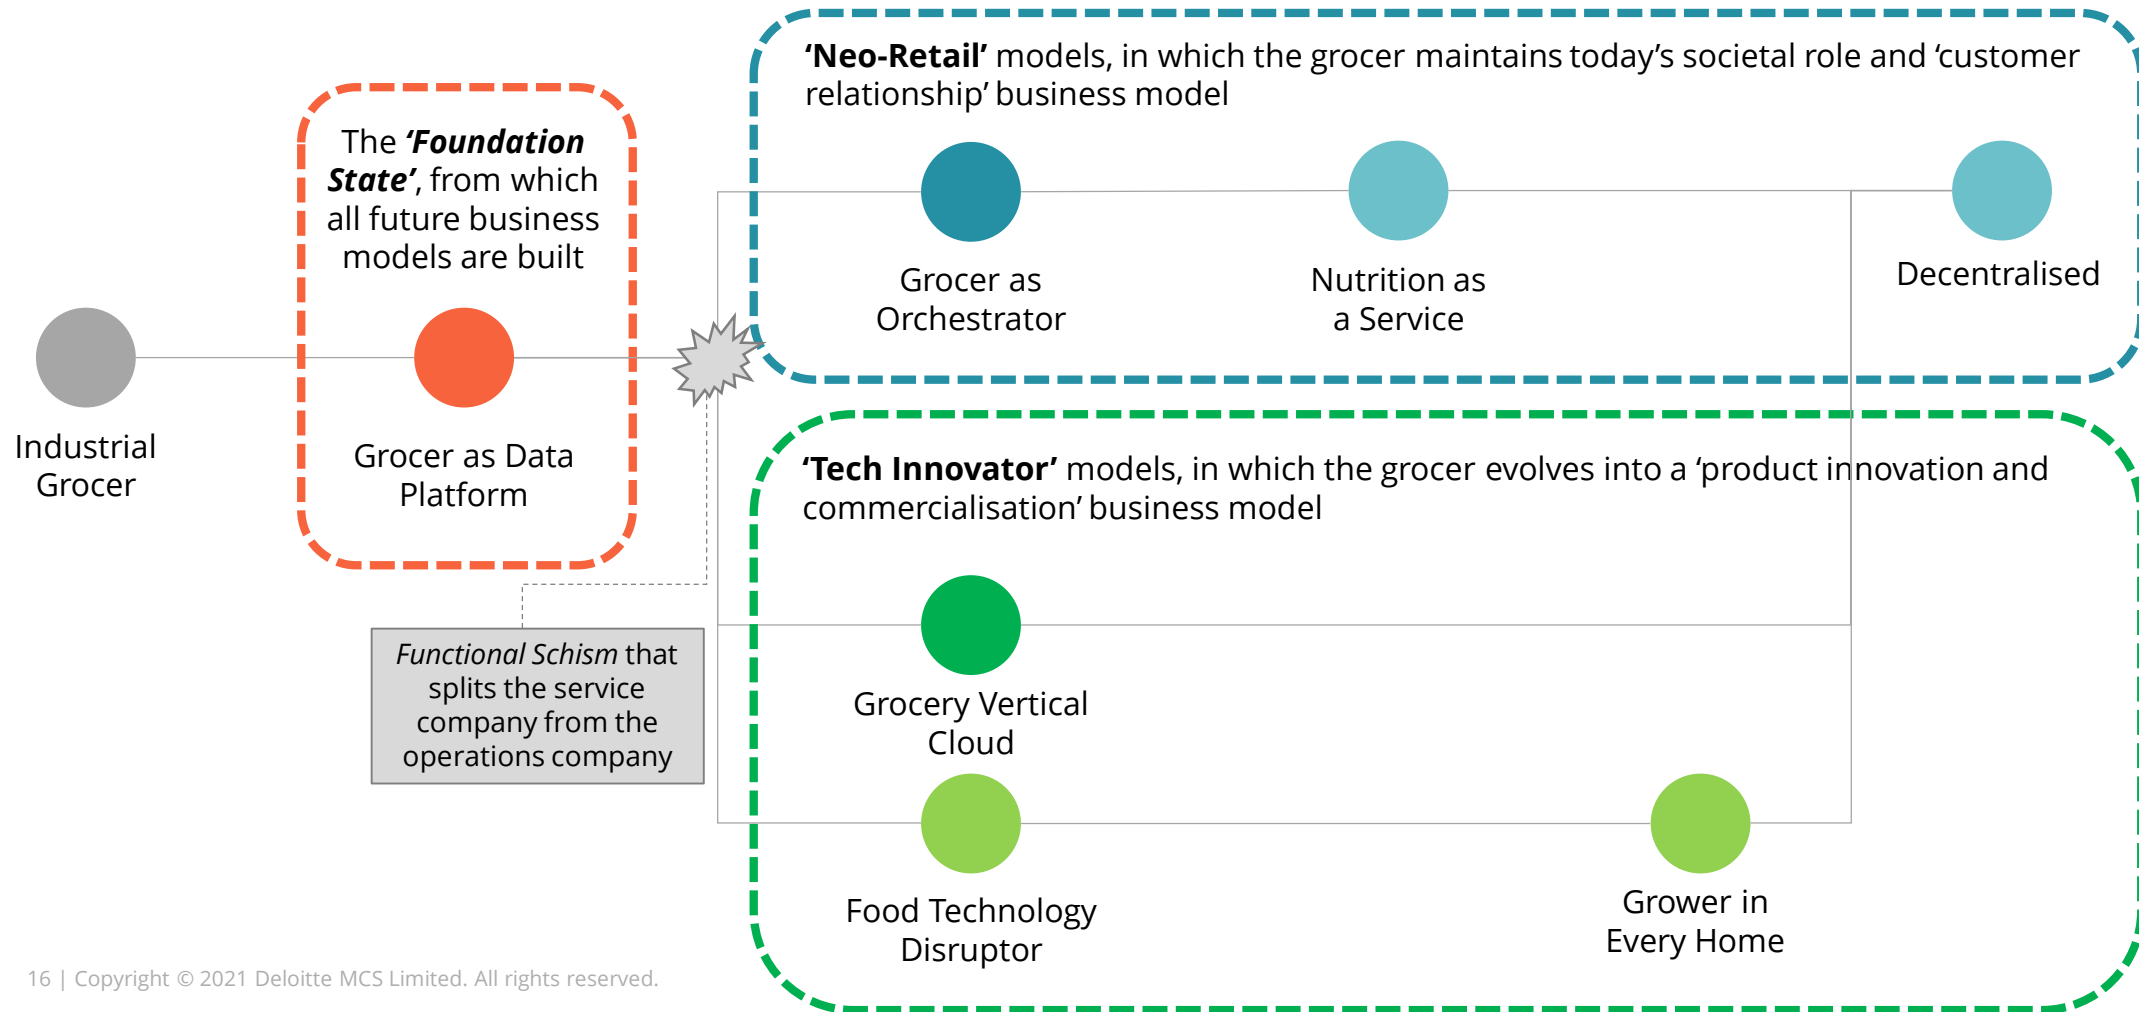 ‘Neo-Retail’ models, in which the grocer maintains today’s societal role and ‘customer
relationship’ business model
The ‘Foundation
State’, from which
all future business
models are built
Grocer as
Orchestrator
Nutrition as
a Service
Decentralised
Industrial
Grocer
Grocer as Data
Platform
‘Tech Innovator’ models, in which the grocer evolves into a ‘product innovation and
commercialisation’ business model
Functional Schism that
splits the service
company from the
operations company
Grocery Vertical
Cloud
Food Technology
Disruptor
Grower in
Every Home
16 | Copyright © 2021 Deloitte MCS Limited. All rights reserved.